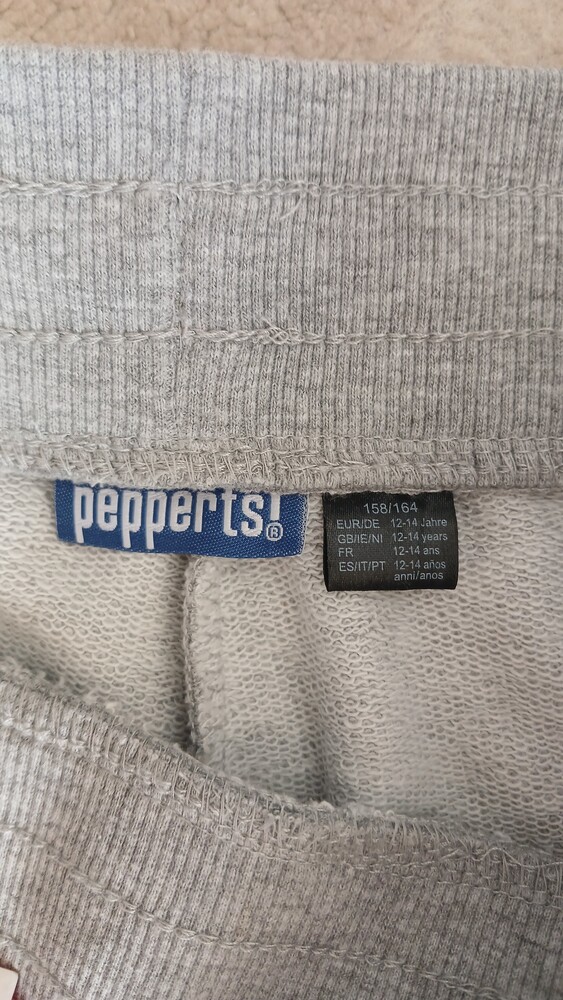 pepperts!®
158/164
EUR/DE 12-14 Jahre
GB/IE/NI 12-14 years
FR 12-14 ans
ES/IT/PT 12-14 años
anni/anos